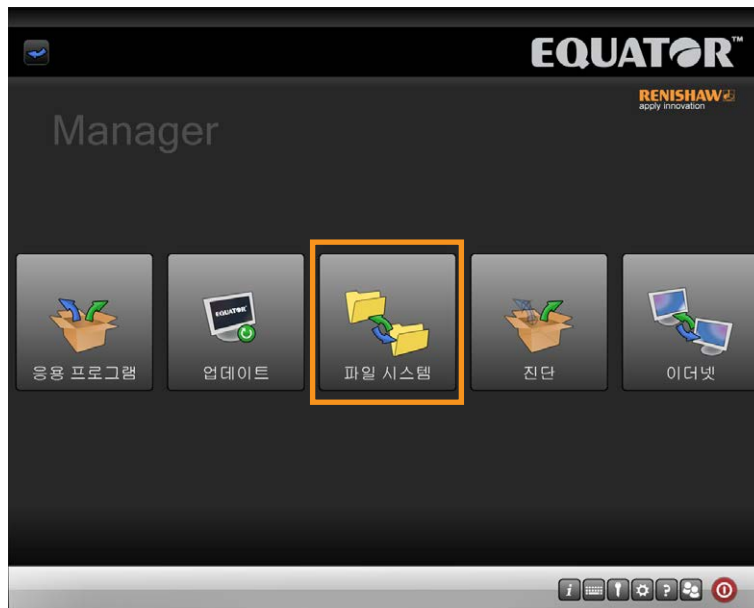 EQUATOR™
RENISHAW
apply innovation
Manager
EQUATOR
응용 프로그램
업데이트
파일 시스템
진단
이더넷